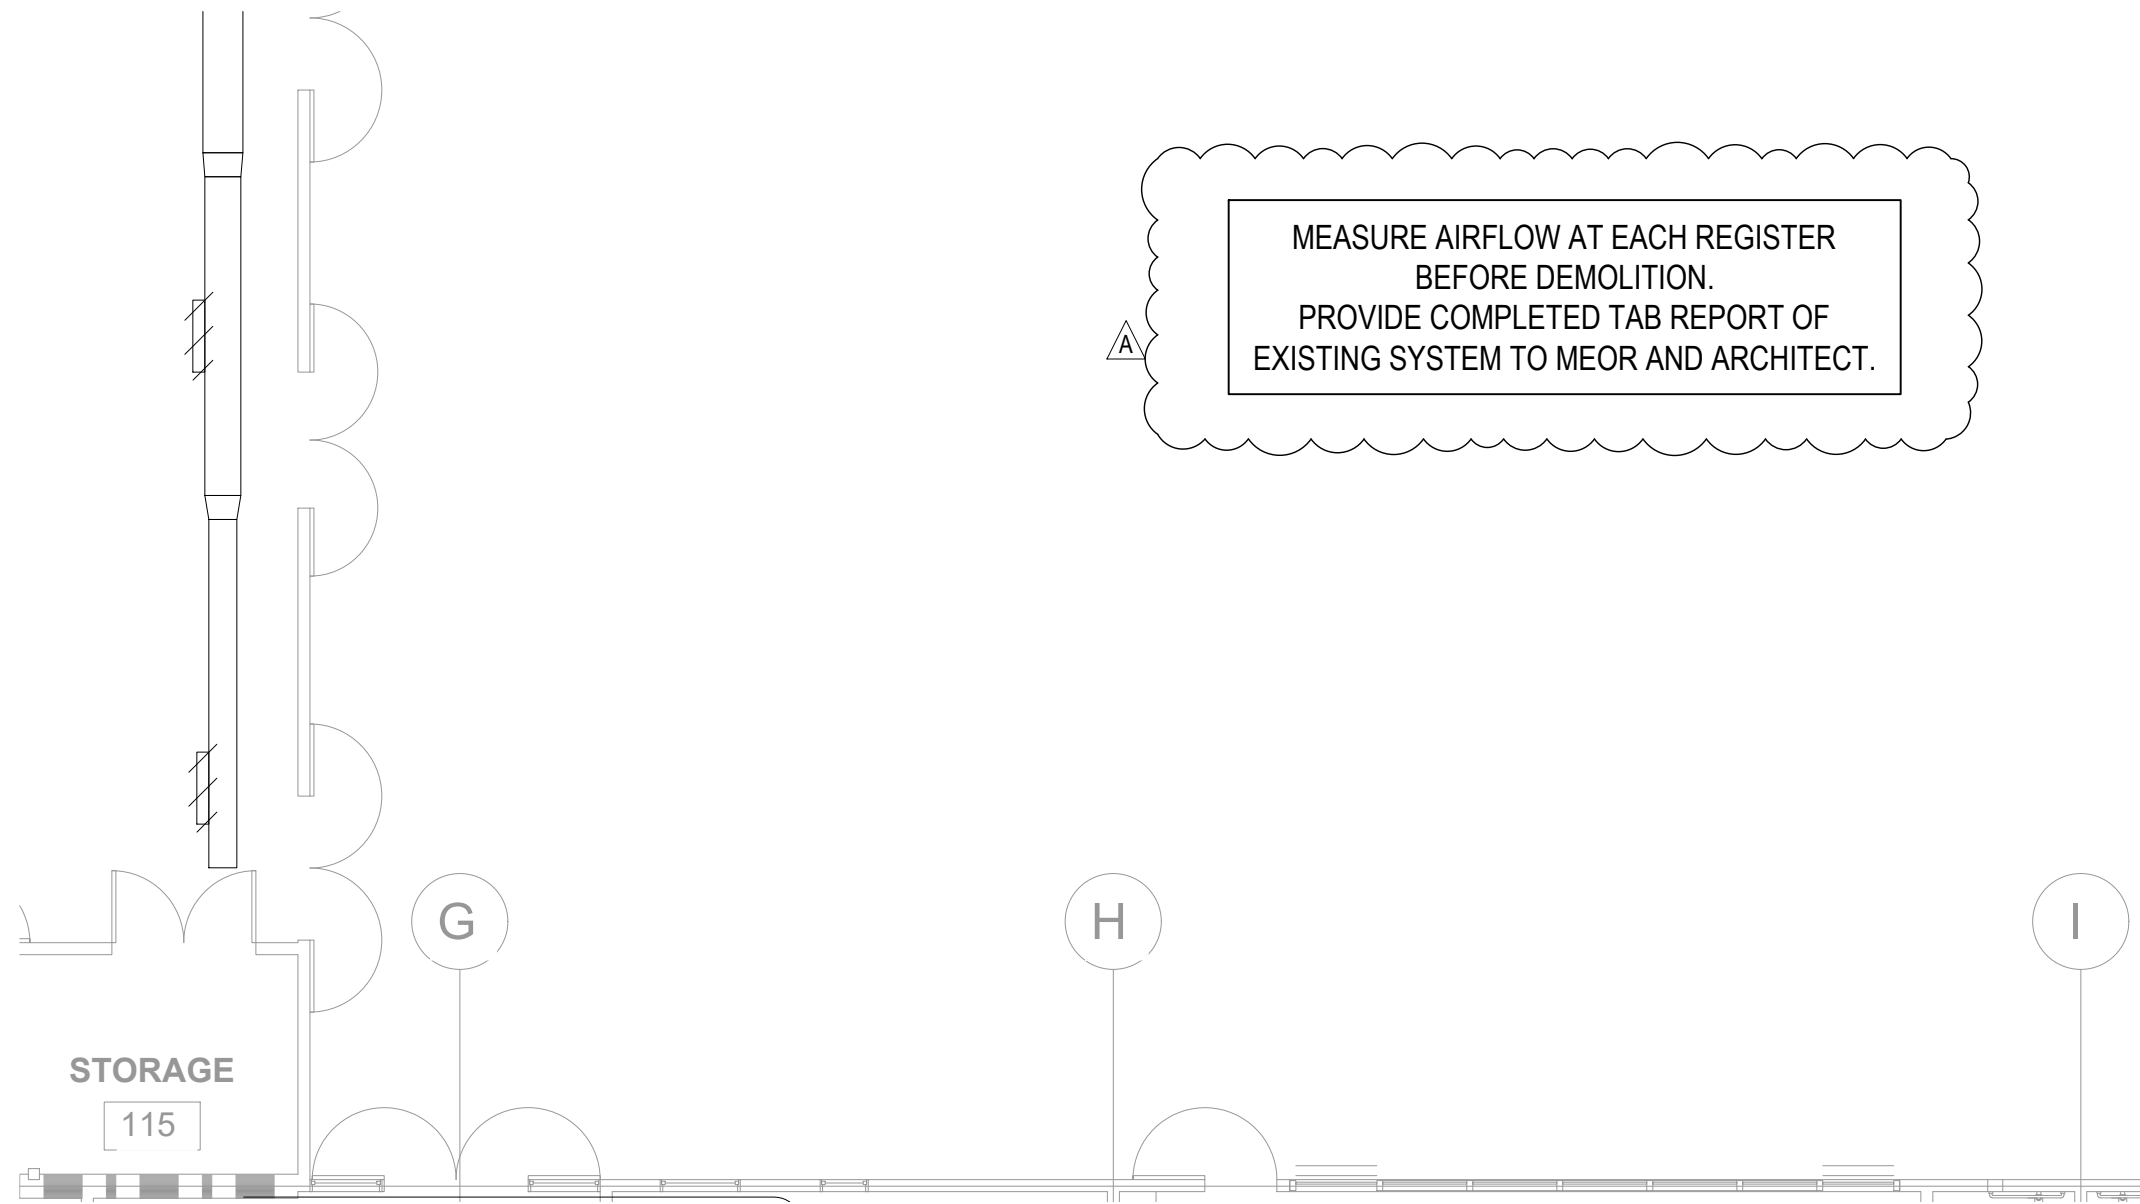 MEASURE AIRFLOW AT EACH REGISTER
BEFORE DEMOLITION.
PROVIDE COMPLETED TAB REPORT OF
EXISTING SYSTEM TO MEOR AND ARCHITECT.
A
G
H
I
STORAGE
115